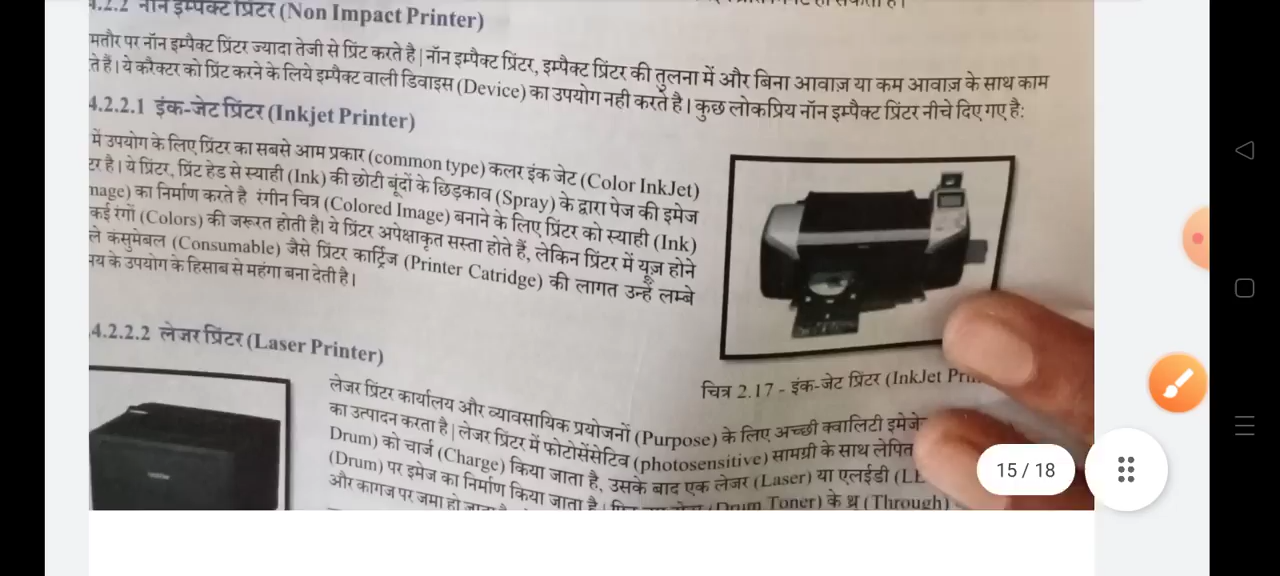 4.2.2 नॉन इम्पैक्ट प्रिंटर (Non Impact Printer)
मतौर पर नॉन इम्पैक्ट प्रिंटर ज्यादा तेजी से प्रिंट करते है। नॉन इम्पैक्ट प्रिंटर, इम्पैक्ट प्रिंटर की तुलना में और बिना आवाज़ या कम आवाज़ के साथ काम
ते हैं। ये करैक्टर को प्रिंट करने के लिये इम्पैक्ट वाली डिवाइस (Device) का उपयोग नही करते है। कुछ लोकप्रिय नॉन इम्पैक्ट प्रिंटर नीचे दिए गए है:
4.2.2.1 इंक-जेट प्रिंटर (Inkjet Printer)
में उपयोग के लिए प्रिंटर का सबसे आम प्रकार (common type) कलर इंक जेट (Color InkJet)
टर है। ये प्रिंटर, प्रिंट हेड से स्याही (Ink) की छोटी बूंदों के छिड़काव (Spray) के द्वारा पेज की इमेज
mage) का निर्माण करते है रंगीन चित्र (Colored Image) बनाने के लिए प्रिंटर को स्याही (Ink)
कई रंगों (Colors) की जरूरत होती है। ये प्रिंटर अपेक्षाकृत सस्ता होते हैं, लेकिन प्रिंटर में यूज़ होने
ले कंसुमेबल (Consumable) जैसे प्रिंटर कार्ट्रिज (Printer Catridge) की लागत उन्हें लम्बे
मय के उपयोग के हिसाब से महंगा बना देती है।
चित्र 2.17 - इंक-जेट प्रिंटर (InkJet
.4.2.2.2 लेजर प्रिंटर (Laser Printer)
लेजर प्रिंटर कार्यालय और व्यावसायिक प्रयोजनों (Purpose) के लिए अच्छी क्वालिटी इमेजे
का उत्पादन करता है। लेजर प्रिंटर में फोटोसेंसेटिव (photosensitive) सामग्री के साथ लेपित
Drum) को चार्ज (Charge) किया जाता है, उसके बाद एक लेजर (Laser) या एलईडी
(Drum) पर इमेज का निर्माण किया जाता है।
और कागज पर जमा हो
Toner) के थ्रू (Through)
15 / 18